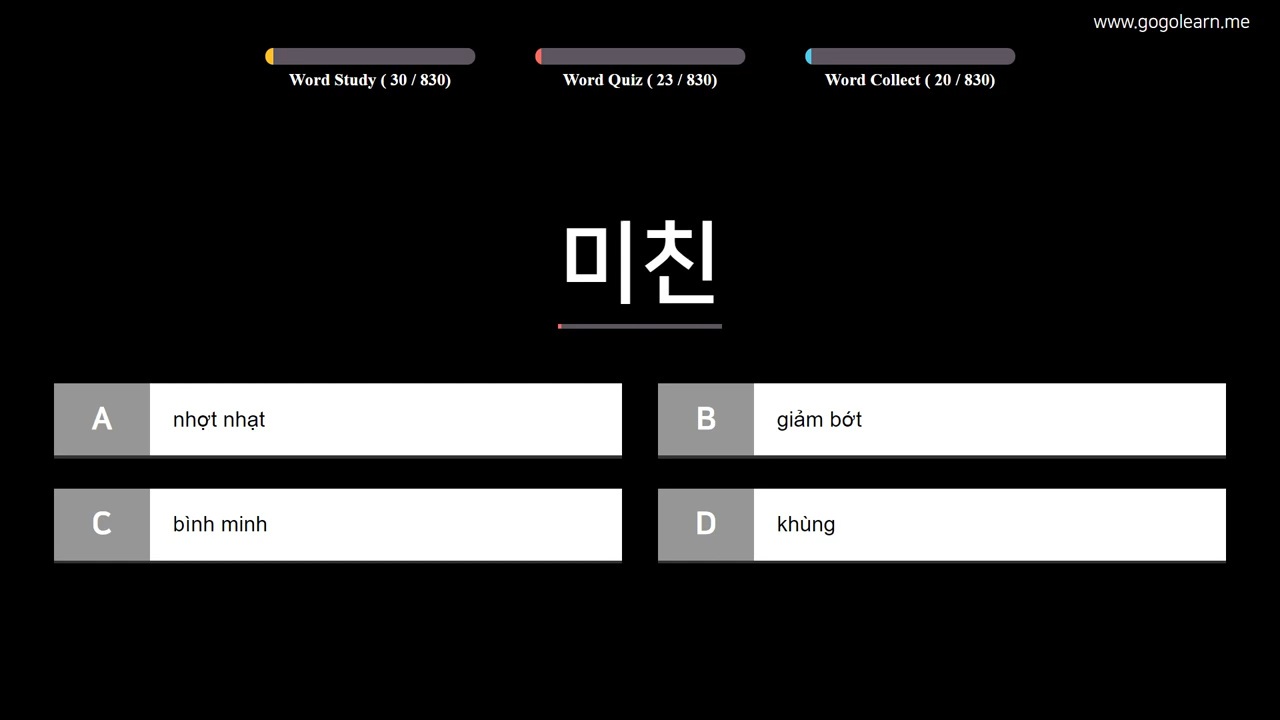 www.gogolearn.me
Word Study ( 30 / 830)
Word Quiz ( 23 / 830)
Word Collect ( 20 / 830)
미친
A nhợt nhạt
B giảm bớt
C bình minh
D khùng